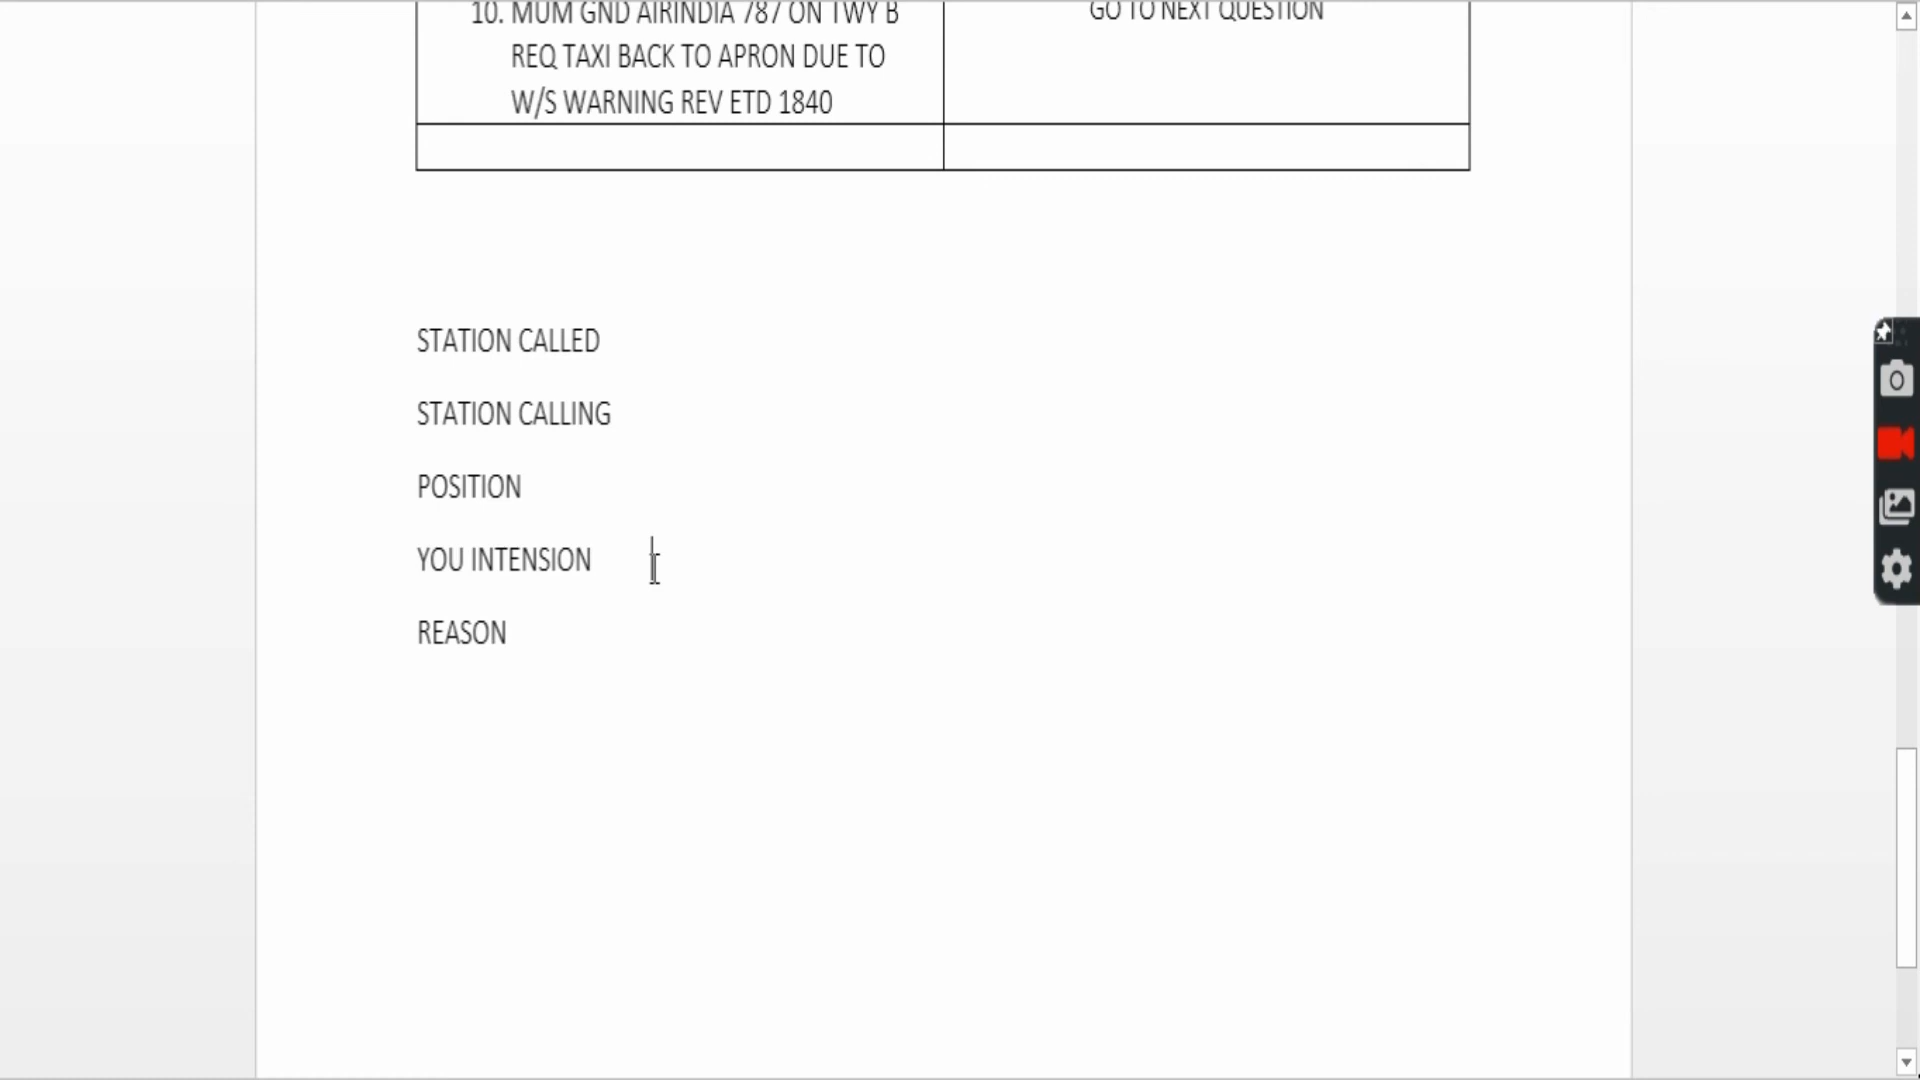 10. MUM GND AIRINDIA 787 ON TWY B
REQ TAXI BACK TO APRON DUE TO
W/S WARNING REV ETD 1840
GO TO NEXT QUESTION
STATION CALLED
STATION CALLING
POSITION
YOU INTENSION
REASON